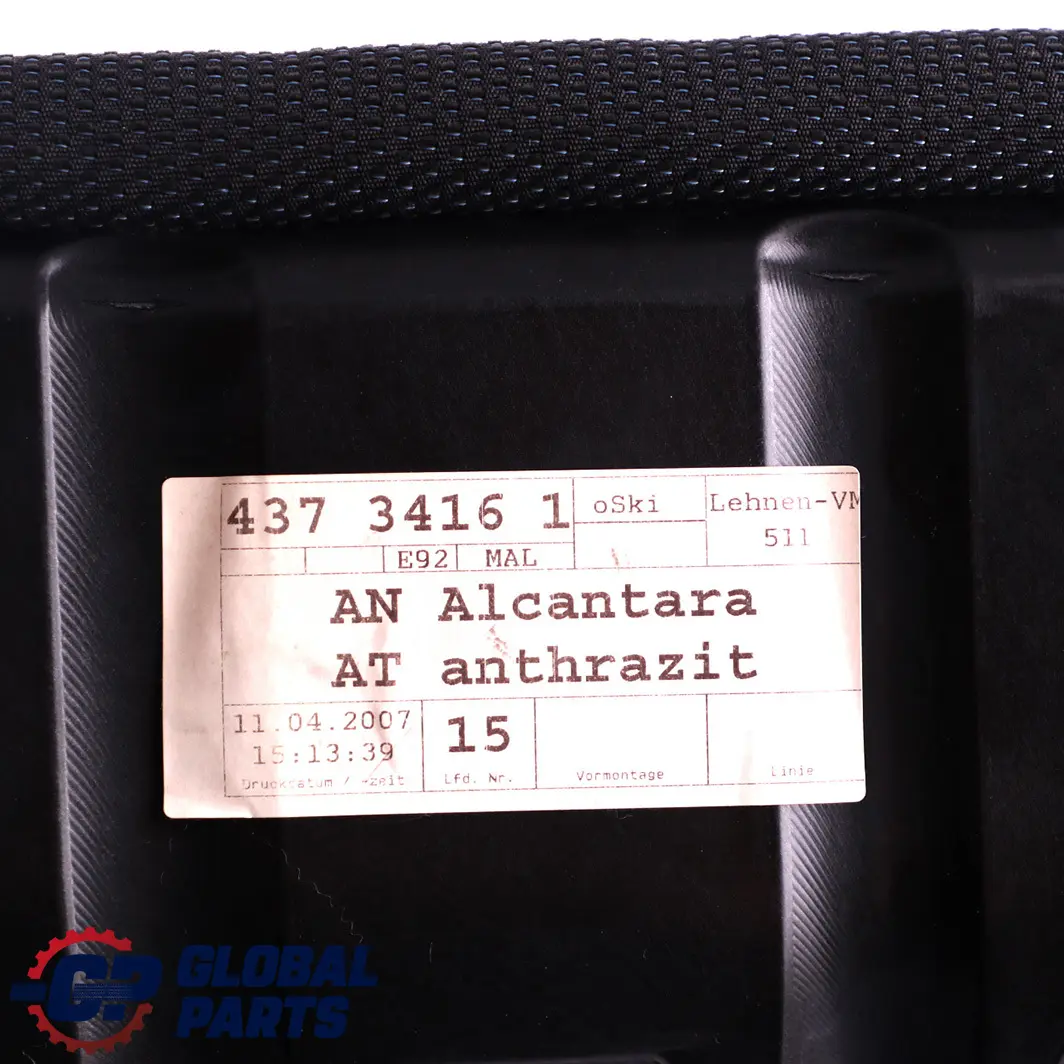 437 3416 1 oSki Lehnen-VM
511
E92 MAL
AN Alcantara
AT anthrazit
11.04.2007 15
15:13:39
Druckdatum / -zeit Lfd. Nr. Vormontage Linie
GP GLOBAL
PARTS